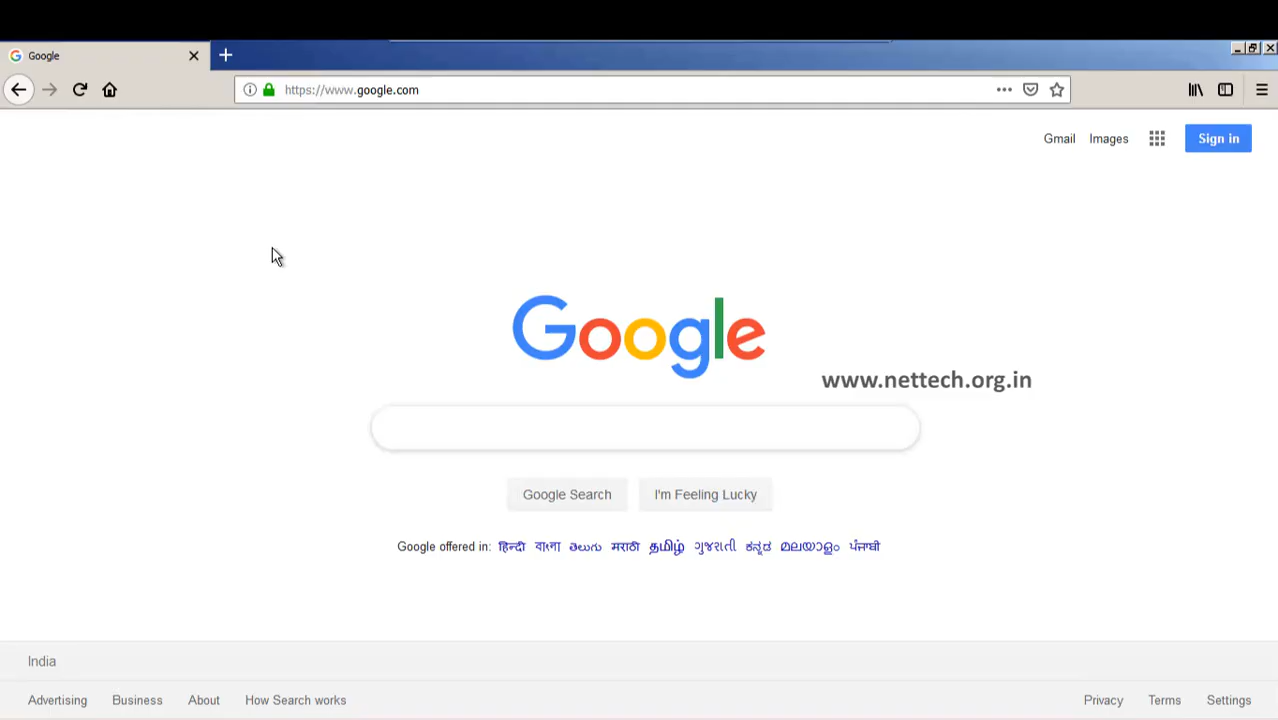 Google
https://www.google.com
Gmail Images Sign in
Google
www.nettech.org.in
Google Search I'm Feeling Lucky
Google offered in: हिन्दी বাংলা తెలుగు मराठी தமிழ் ગુજરાતી ಕನ್ನಡ മലയാളം ਪੰਜਾਬੀ
India
Advertising Business About How Search works Privacy Terms Settings